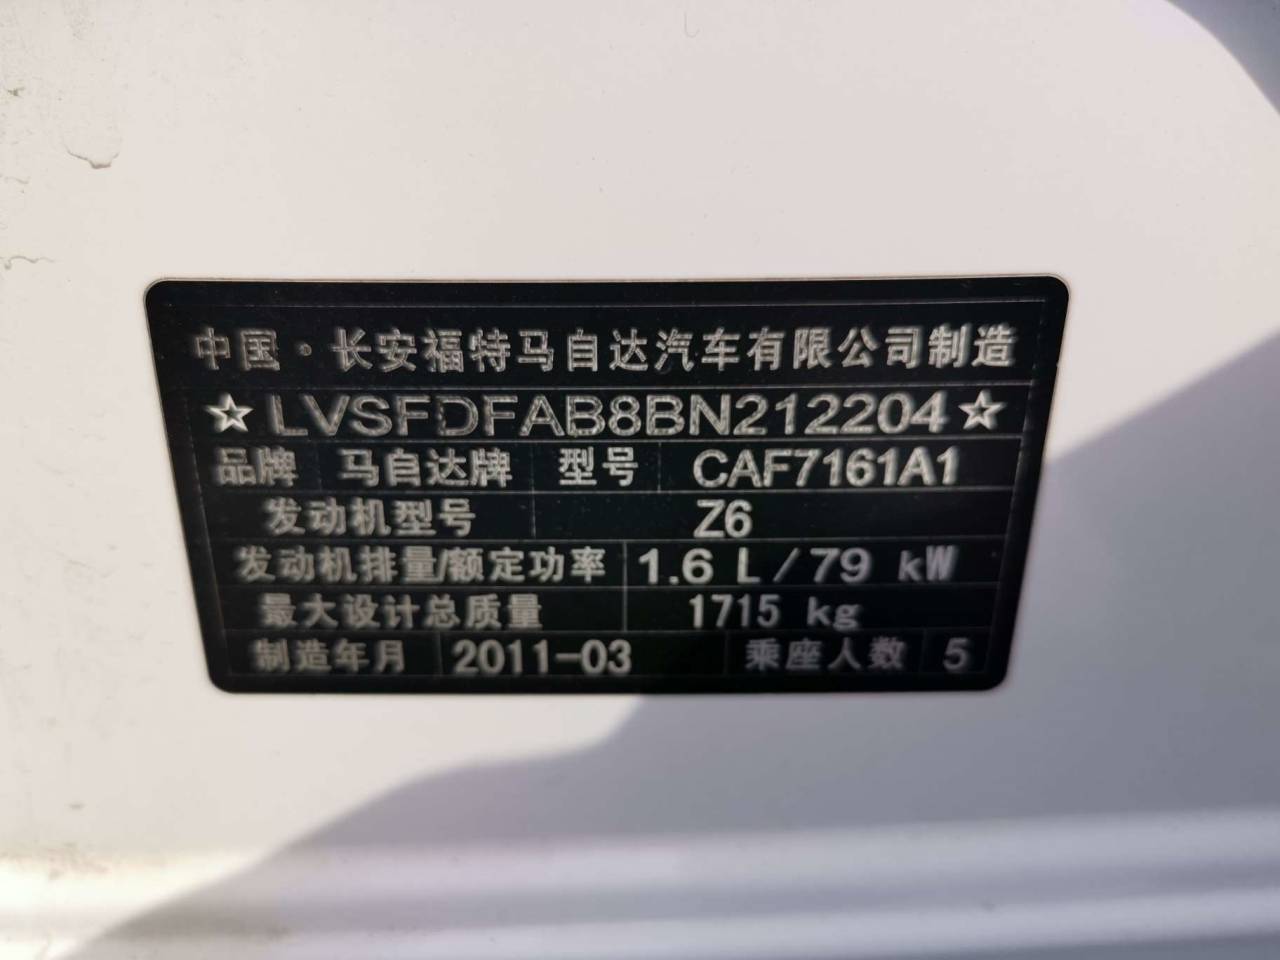 中国·长安福特马自达汽车有限公司制造
☆LVSFDFAB8BN212204☆
品牌 马自达牌 型号 CAF7161A1
发动机型号 Z6
发动机排量/额定功率 1.6 L/79 kW
最大设计总质量 1715 kg
制造年月 2011-03 乘座人数 5